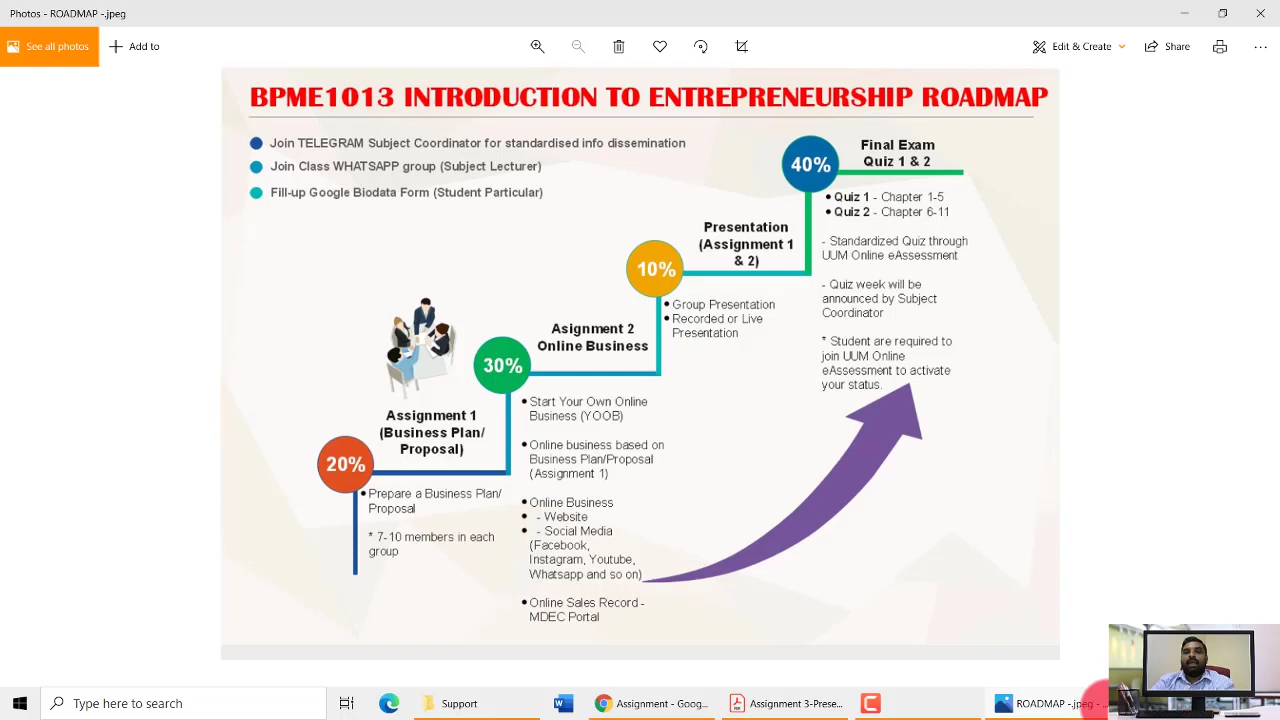 Photos - ROADMAP -.jpeg
See all photos
Add to
Edit & Create
Share
BPME1013 INTRODUCTION TO ENTREPRENEURSHIP ROADMAP
Join TELEGRAM Subject Coordinator for standardised info dissemination
Join Class WHATSAPP group (Subject Lecturer)
Fill-up Google Biodata Form (Student Particular)
20%
Assignment 1
(Business Plan/
Proposal)
• Prepare a Business Plan/
Proposal
* 7-10 members in each
group
30%
Asignment 2
Online Business
• Start Your Own Online
Business (YOOB)
• Online business based on
Business Plan/Proposal
(Assignment 1)
• Online Business
• - Website
• - Social Media
(Facebook,
Instagram, Youtube,
Whatsapp and so on)
• Online Sales Record -
MDEC Portal
10%
Presentation
(Assignment 1
& 2)
• Group Presentation
• Recorded or Live
Presentation
40%
Final Exam
Quiz 1 & 2
• Quiz 1 - Chapter 1-5
• Quiz 2 - Chapter 6-11
- Standardized Quiz through
UUM Online eAssessment
- Quiz week will be
announced by Subject
Coordinator
* Student are required to
join UUM Online
eAssessment to activate
your status.
Type here to search
Support
Assignment - Goog...
Assignment -Prese...
ROADMAP -.jpeg -...